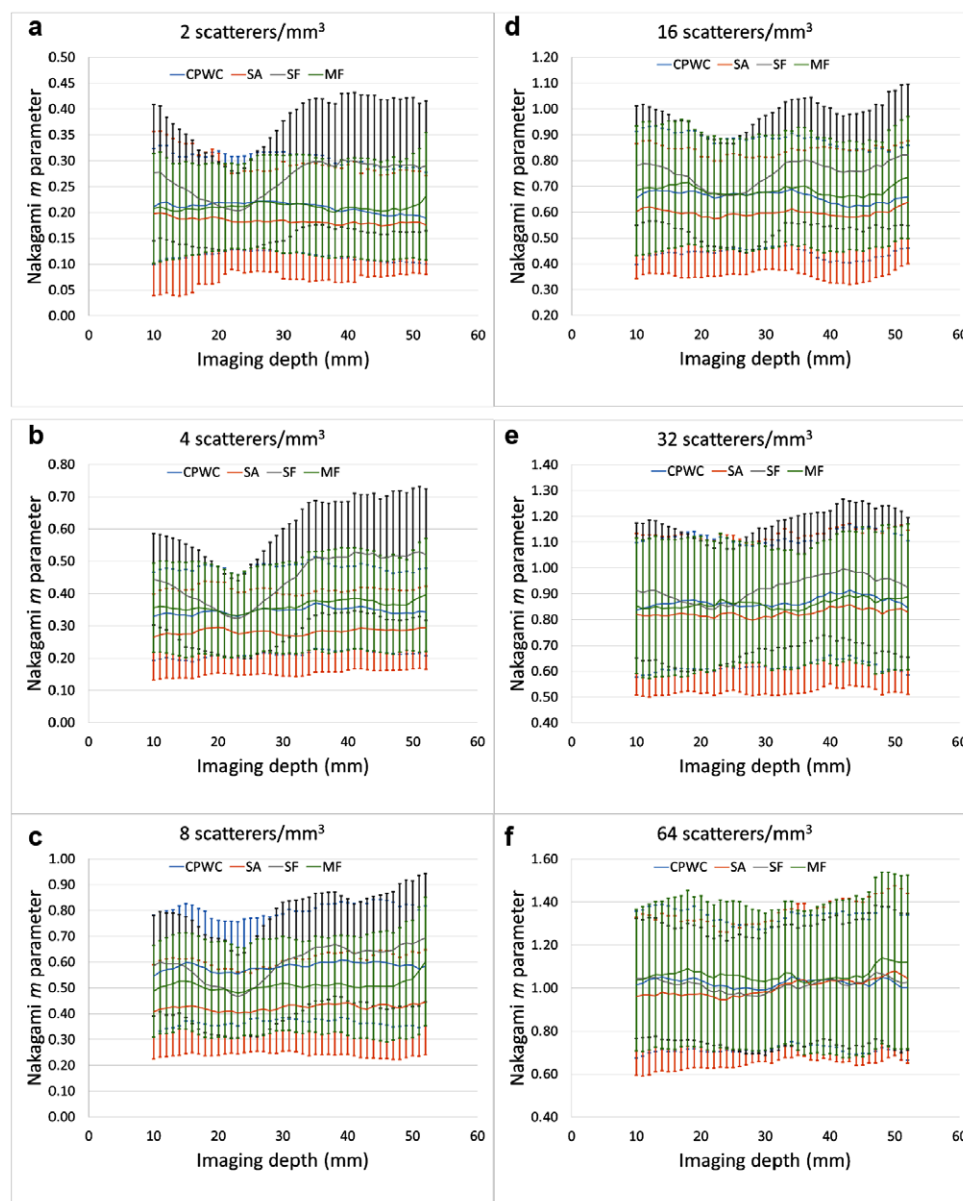 a
2 scatterers/mm³
CPWC SA SF MF
Nakagami m parameter
0.50
0.45
0.40
0.35
0.30
0.25
0.20
0.15
0.10
0.05
0.00
0 10 20 30 40 50 60
Imaging depth (mm)
d
16 scatterers/mm³
CPWC SA SF MF
Nakagami m parameter
1.20
1.10
1.00
0.90
0.80
0.70
0.60
0.50
0.40
0.30
0.20
0 10 20 30 40 50 60
Imaging depth (mm)
b
4 scatterers/mm³
CPWC SA SF MF
Nakagami m parameter
0.80
0.70
0.60
0.50
0.40
0.30
0.20
0.10
0.00
0 10 20 30 40 50 60
Imaging depth (mm)
e
32 scatterers/mm³
CPWC SA SF MF
Nakagami m parameter
1.40
1.30
1.20
1.10
1.00
0.90
0.80
0.70
0.60
0.50
0.40
0 10 20 30 40 50 60
Imaging depth (mm)
c
8 scatterers/mm³
CPWC SA SF MF
Nakagami m parameter
1.00
0.90
0.80
0.70
0.60
0.50
0.40
0.30
0.20
0.10
0.00
0 10 20 30 40 50 60
Imaging depth (mm)
f
64 scatterers/mm³
CPWC SA SF MF
Nakagami m parameter
1.60
1.40
1.20
1.00
0.80
0.60
0.40
0 10 20 30 40 50 60
Imaging depth (mm)